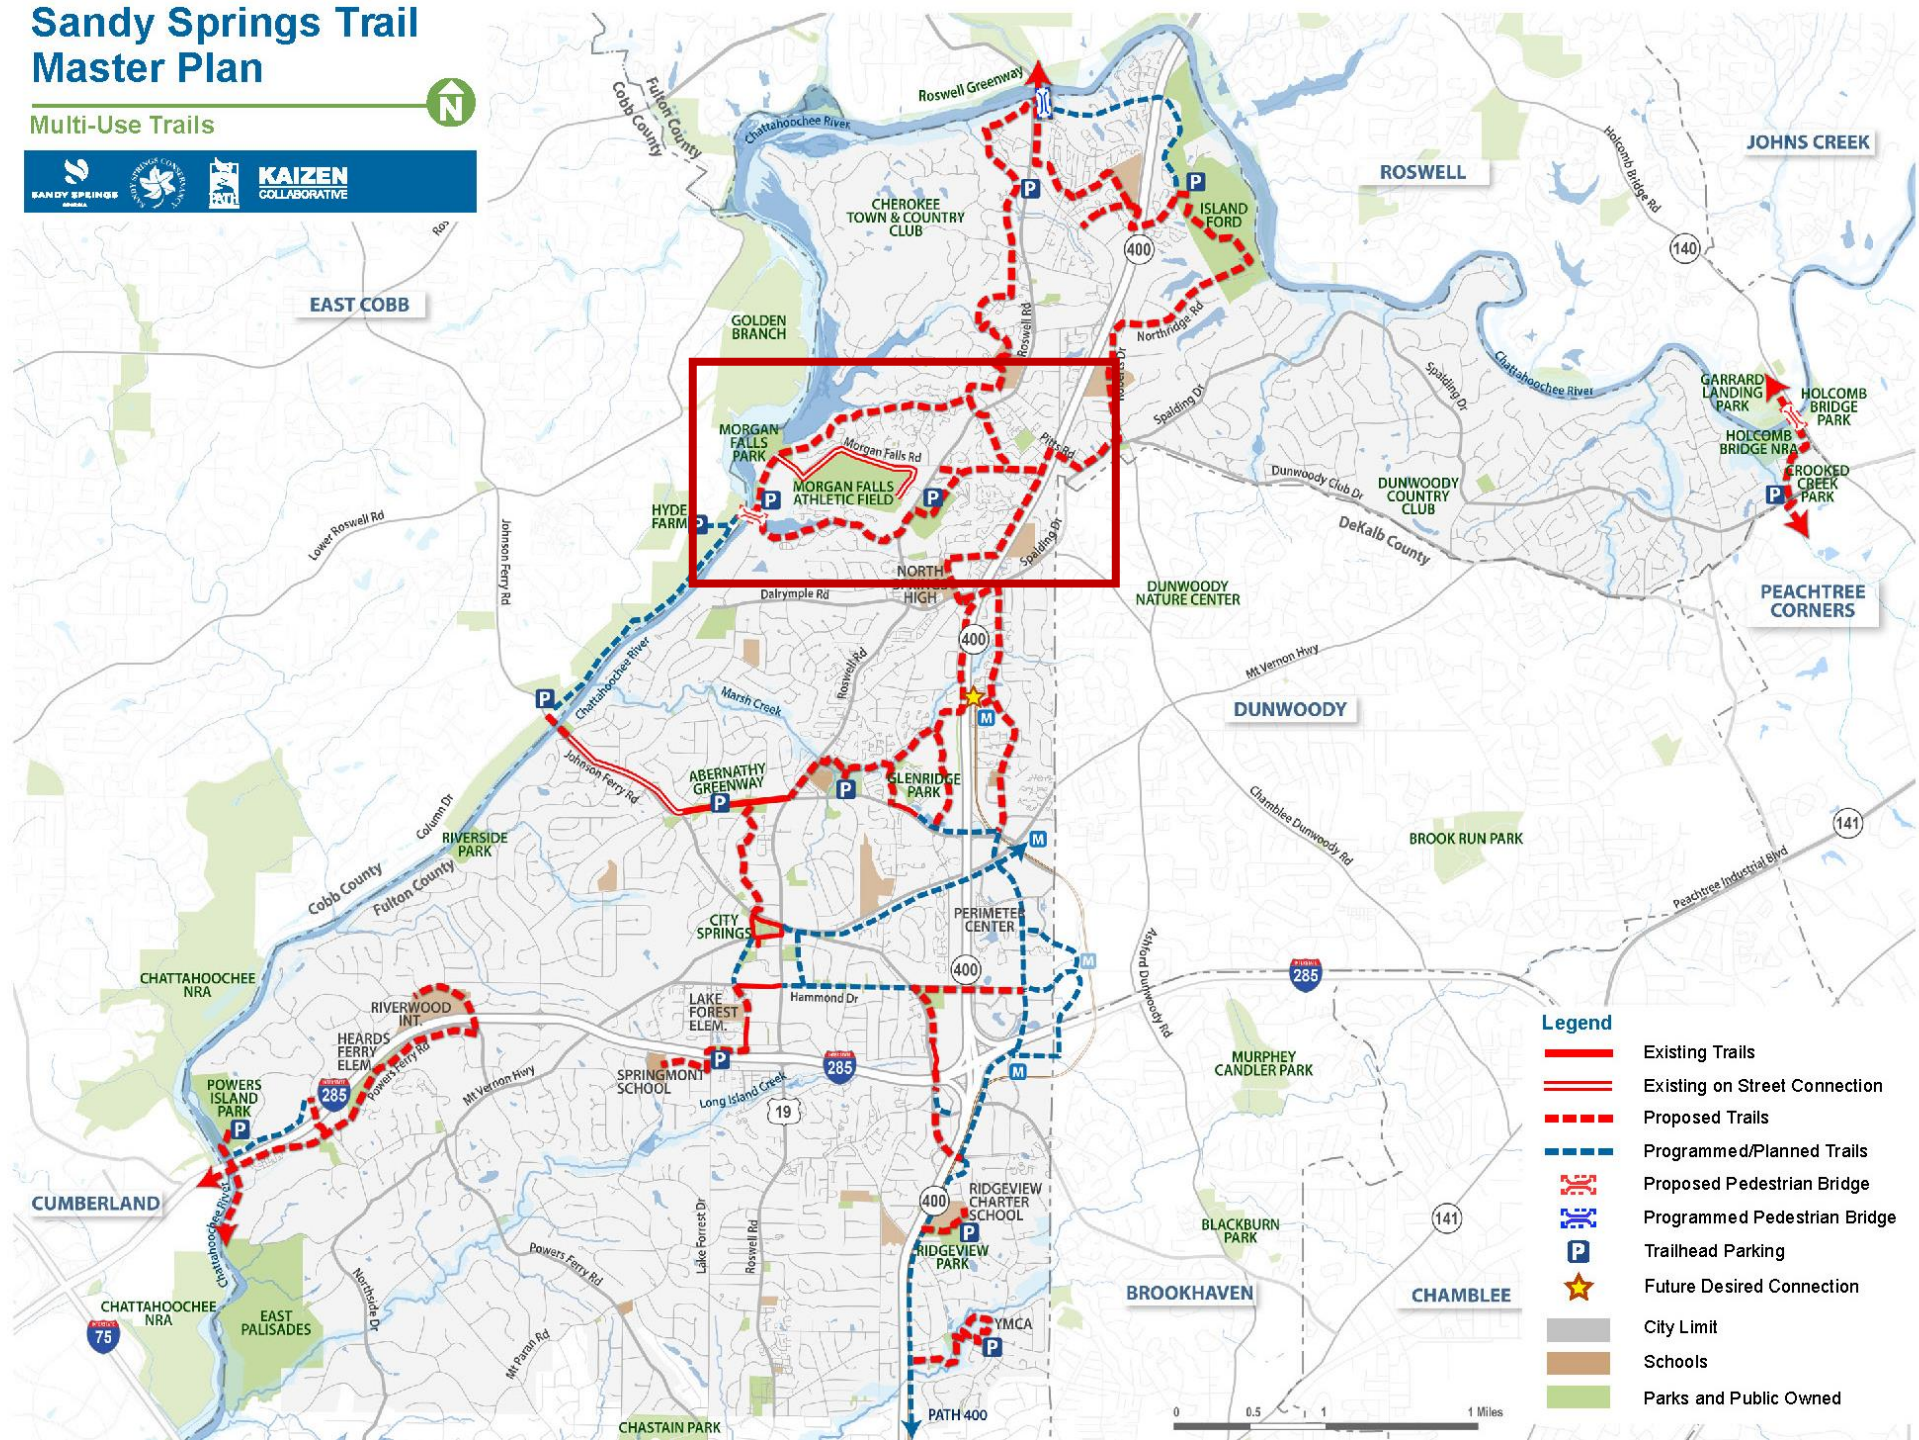 Sandy Springs Trail
Master Plan
N
Multi-Use Trails
SANDY SPRINGS
GEORGIA
SANDY SPRINGS CONSERVANCY
PATH
KAIZEN
COLLABORATIVE
Fulton County
Cobb County
Roswell Greenway
Chattahoochee River
CHEROKEE
TOWN & COUNTRY
CLUB
P
P
ISLAND
FORD
400
ROSWELL
Holcomb Bridge Rd
JOHNS CREEK
140
Ros
EAST COBB
GOLDEN
BRANCH
Roswell Rd
Northridge Rd
Roberts Dr
Spalding Dr
Spalding Dr
Chattahoochee River
GARRARD
LANDING
PARK
HOLCOMB
BRIDGE
PARK
HOLCOMB
BRIDGE NRA
CROOKED
CREEK
PARK
P
MORGAN
FALLS
PARK
Morgan Falls Rd
MORGAN FALLS
ATHLETIC FIELD
P
P
Pitts Rd
HYDE
FARM
P
Dunwoody Club Dr
DUNWOODY
COUNTRY
CLUB
DeKalb County
Lower Roswell Rd
Johnson Ferry Rd
Spalding Dr
NORTH
SPRINGS
HIGH
Dalrymple Rd
DUNWOODY
NATURE CENTER
PEACHTREE
CORNERS
400
Mt Vernon Hwy
Roswell Rd
Marsh Creek
Chattahoochee River
P
M
DUNWOODY
Johnson Ferry Rd
ABERNATHY
GREENWAY
P
P
GLENRIDGE
PARK
Column Dr
RIVERSIDE
PARK
M
Chamblee Dunwoody Rd
BROOK RUN PARK
141
Peachtree Industrial Blvd
Cobb County
Fulton County
CITY
SPRINGS
PERIMETER
CENTER
M
Ashford Dunwoody Rd
400
285
CHATTAHOOCHEE
NRA
RIVERWOOD
INT.
HEARDS
FERRY
ELEM.
Powers Ferry Rd
LAKE
FOREST
ELEM.
Hammond Dr
P
SPRINGMONT
SCHOOL
285
M
MURPHEY
CANDLER PARK
POWERS
ISLAND
PARK
P
285
Mt Vernon Hwy
Long Island Creek
19
CUMBERLAND
Chattahoochee River
400
RIDGEVIEW
CHARTER
SCHOOL
P
RIDGEVIEW
PARK
BLACKBURN
PARK
141
Powers Ferry Rd
Lake Forrest Dr
Roswell Rd
Northside Dr
CHATTAHOOCHEE
NRA
EAST
PALISADES
75
Mt Paran Rd
YMCA
P
BROOKHAVEN
CHAMBLEE
CHASTAIN PARK
PATH 400
0 0.5 1 1 Miles
Legend
Existing Trails
Existing on Street Connection
Proposed Trails
Programmed/Planned Trails
Proposed Pedestrian Bridge
Programmed Pedestrian Bridge
P Trailhead Parking
Future Desired Connection
City Limit
Schools
Parks and Public Owned